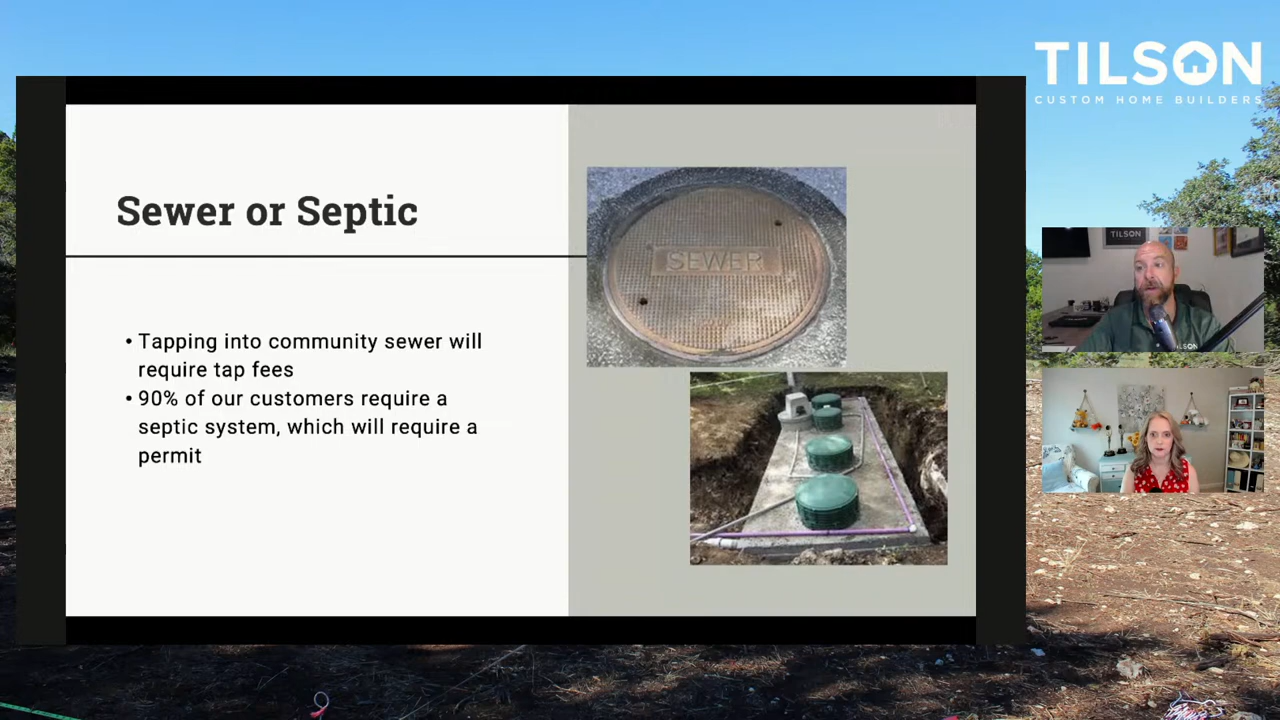 TILSON
CUSTOM HOME BUILDERS
Sewer or Septic
SEWER
• Tapping into community sewer will
require tap fees
• 90% of our customers require a
septic system, which will require a
permit
TILSON